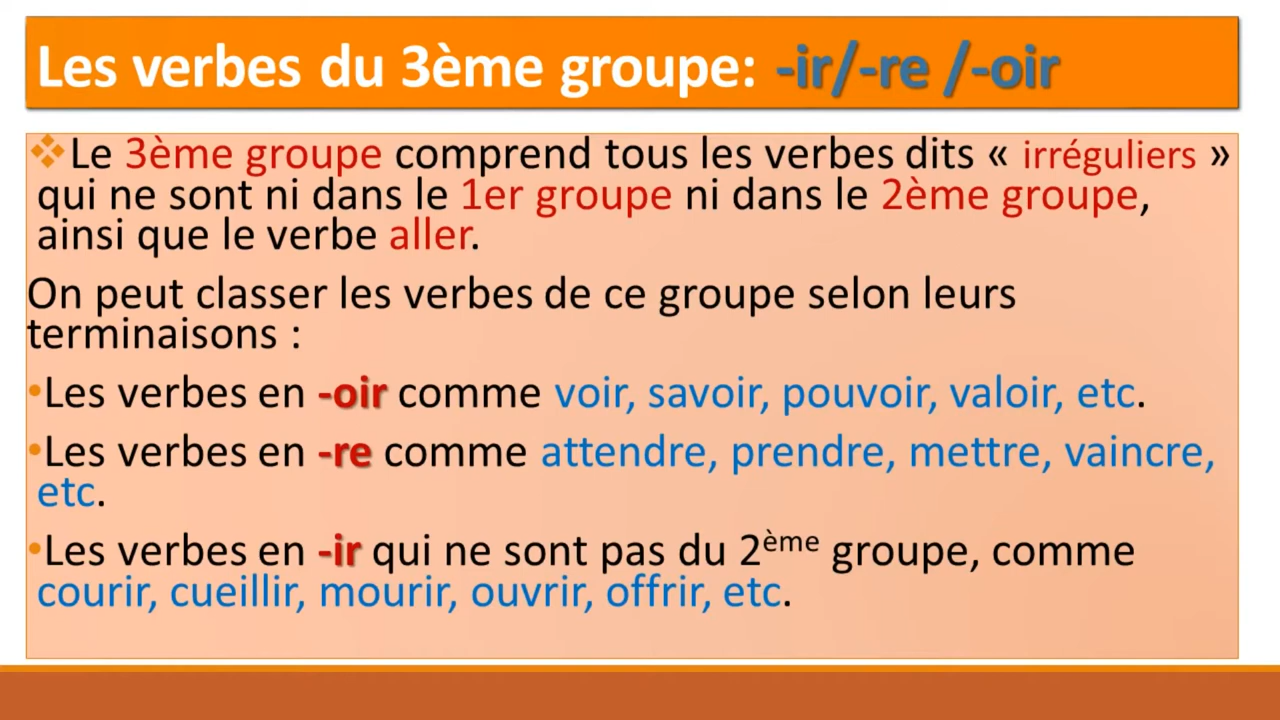 Les verbes du 3ème groupe: -ir/-re /-oir
❖Le 3ème groupe comprend tous les verbes dits « irréguliers »
qui ne sont ni dans le 1er groupe ni dans le 2ème groupe,
ainsi que le verbe aller.
On peut classer les verbes de ce groupe selon leurs
terminaisons :
•Les verbes en -oir comme voir, savoir, pouvoir, valoir, etc.
•Les verbes en -re comme attendre, prendre, mettre, vaincre,
etc.
•Les verbes en -ir qui ne sont pas du 2ème groupe, comme
courir, cueillir, mourir, ouvrir, offrir, etc.